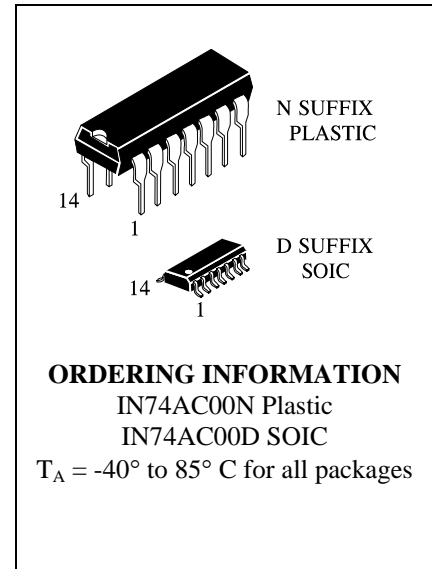 N SUFFIX
PLASTIC
14
1
D SUFFIX
SOIC
14
1
ORDERING INFORMATION
IN74AC00N Plastic
IN74AC00D SOIC
T_A = -40° to 85° C for all packages